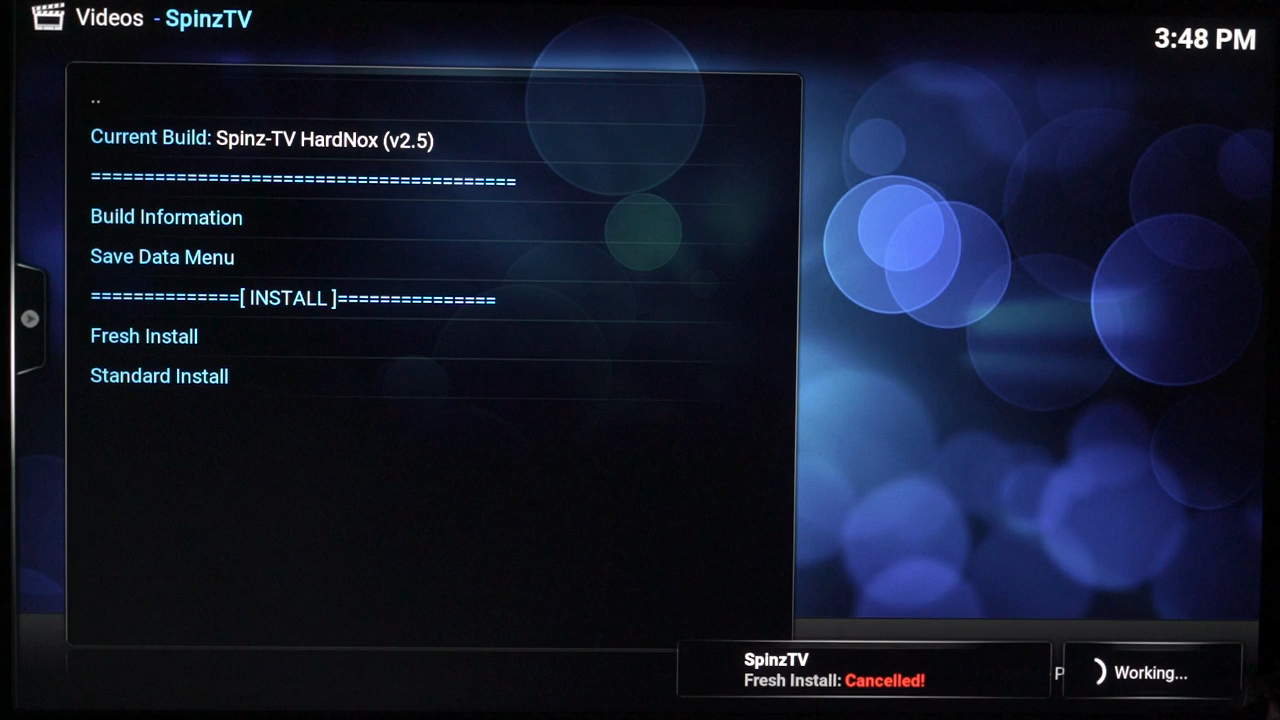 Videos - SpinzTV
3:48 PM
..
Current Build: Spinz-TV HardNox (v2.5)
========================================
Build Information
Save Data Menu
==============[ INSTALL ]===============
Fresh Install
Standard Install
SpinzTV
Fresh Install: Cancelled!
P
Working...